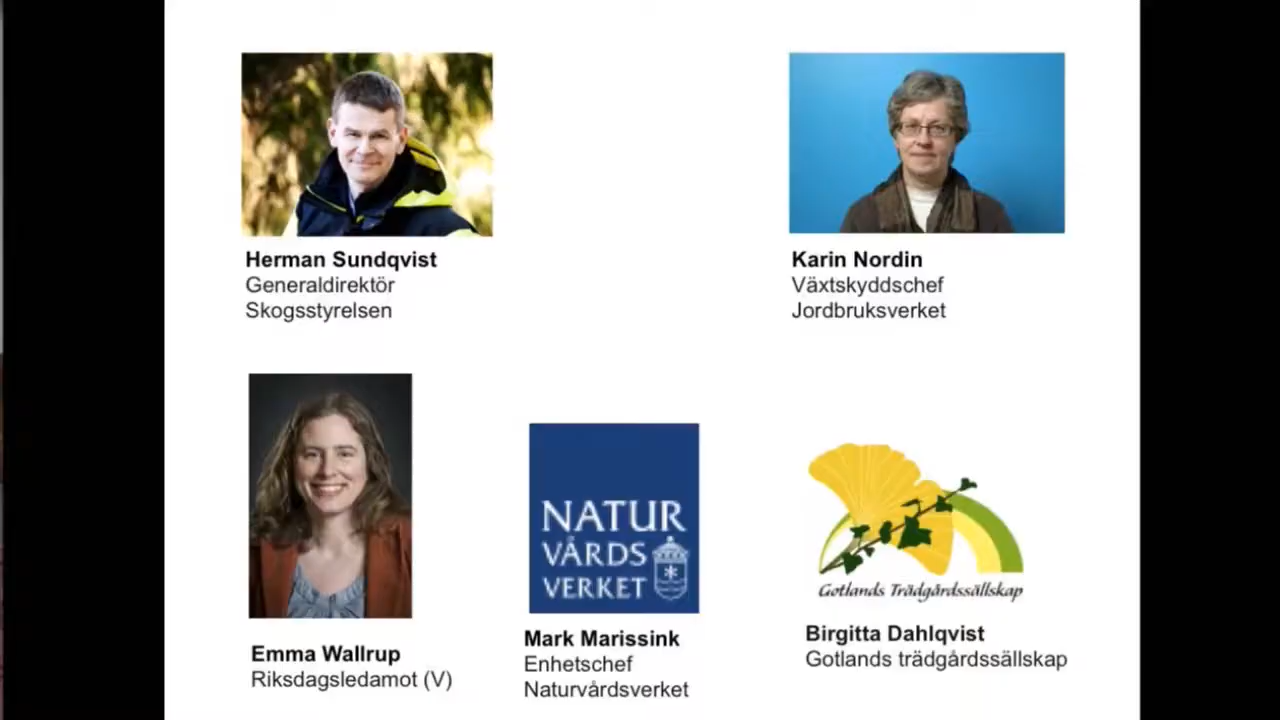 Herman Sundqvist
Generaldirektör
Skogsstyrelsen
Karin Nordin
Växtskyddschef
Jordbruksverket
Emma Wallrup
Riksdagsledamot (V)
NATUR
VÅRDS
VERKET
Mark Marissink
Enhetschef
Naturvårdsverket
Gotlands Trädgårdssällskap
Birgitta Dahlqvist
Gotlands trädgårdssällskap